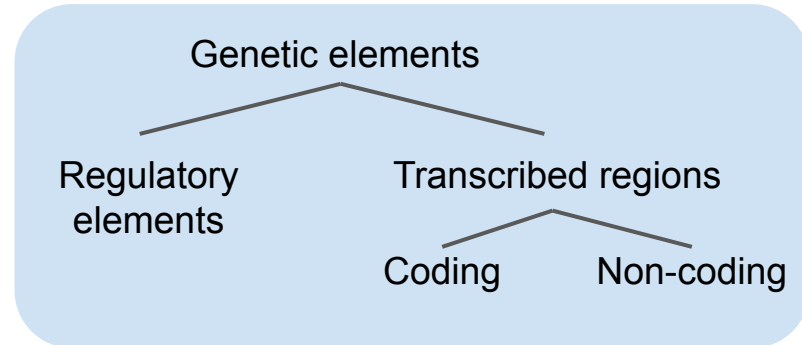 Genetic elements
Regulatory elements
Transcribed regions
Coding
Non-coding